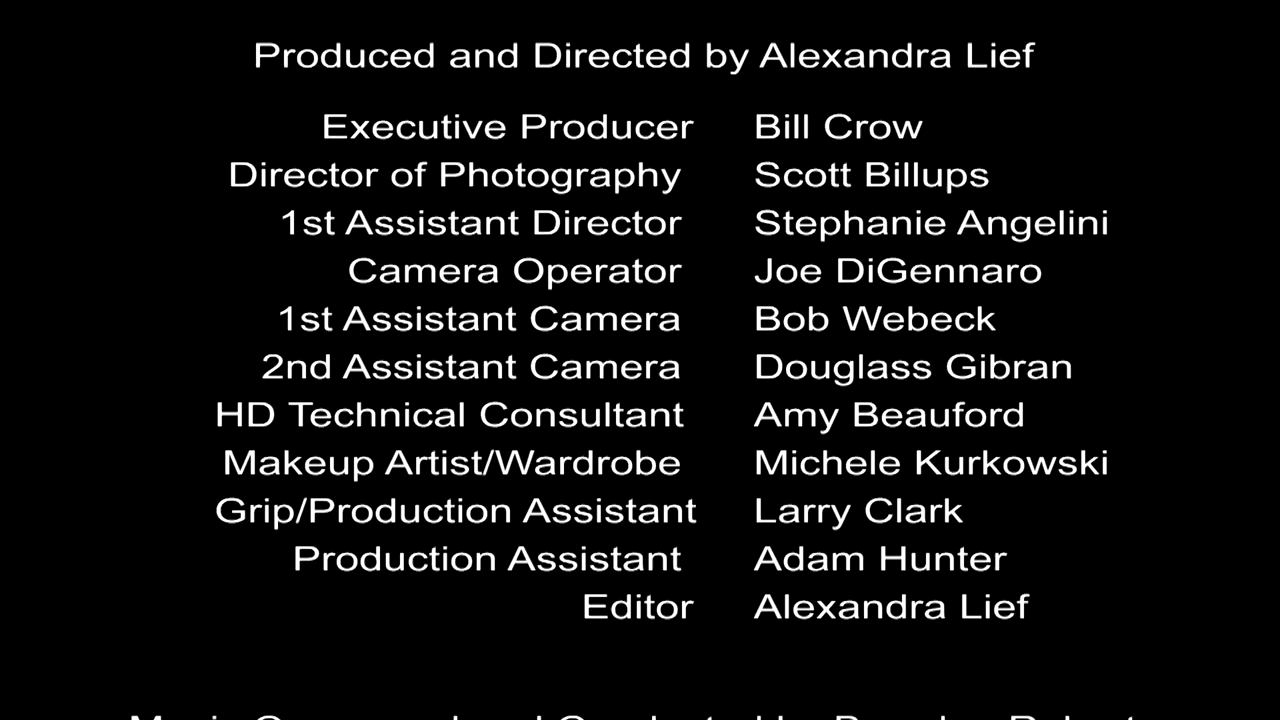 Produced and Directed by Alexandra Lief
Executive Producer Bill Crow
Director of Photography Scott Billups
1st Assistant Director Stephanie Angelini
Camera Operator Joe DiGennaro
1st Assistant Camera Bob Webeck
2nd Assistant Camera Douglass Gibran
HD Technical Consultant Amy Beauford
Makeup Artist/Wardrobe Michele Kurkowski
Grip/Production Assistant Larry Clark
Production Assistant Adam Hunter
Editor Alexandra Lief